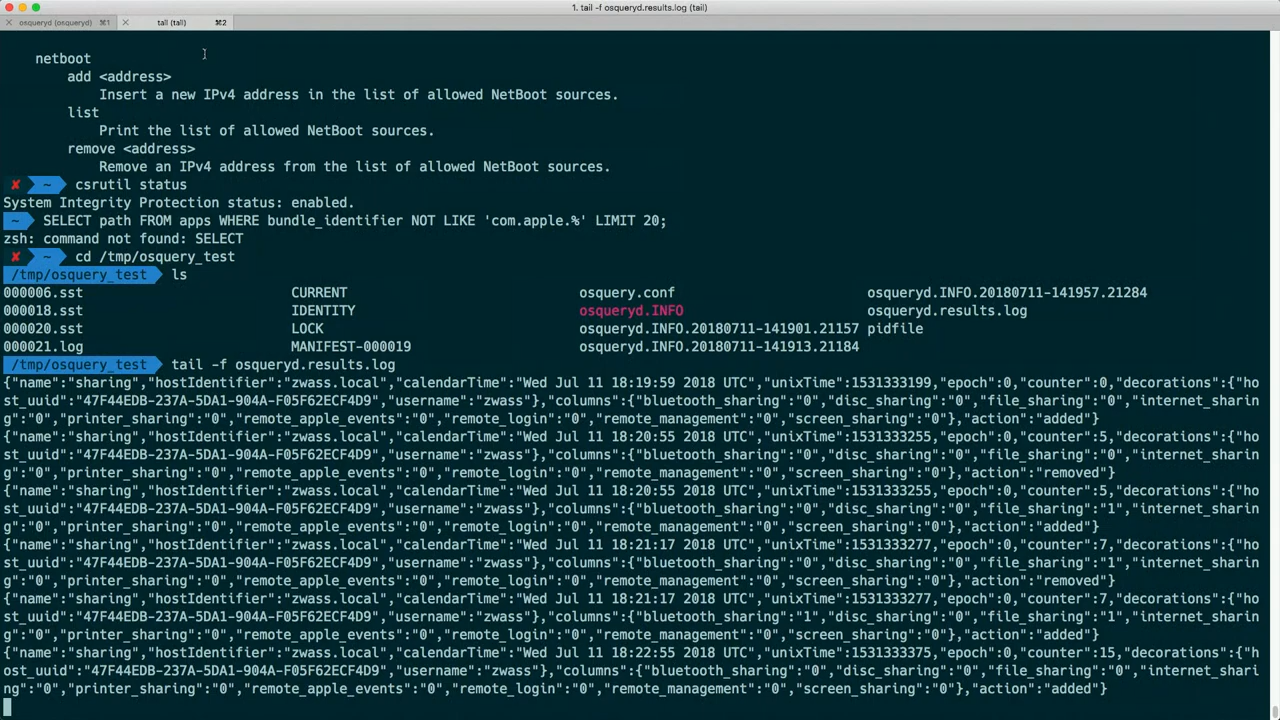 1. tail -f osqueryd.results.log (tail)
osqueryd (osqueryd) ⌘1
tail (tail) ⌘2
netboot
add <address>
Insert a new IPv4 address in the list of allowed NetBoot sources.
list
Print the list of allowed NetBoot sources.
remove <address>
Remove an IPv4 address from the list of allowed NetBoot sources.
✘ ~ csrutil status
System Integrity Protection status: enabled.
~ SELECT path FROM apps WHERE bundle_identifier NOT LIKE 'com.apple.%' LIMIT 20;
zsh: command not found: SELECT
✘ ~ cd /tmp/osquery_test
/tmp/osquery_test ls
000006.sst CURRENT osquery.conf osqueryd.INFO.20180711-141957.21284
000018.sst IDENTITY osqueryd.INFO osqueryd.results.log
000020.sst LOCK osqueryd.INFO.20180711-141901.21157 pidfile
000021.log MANIFEST-000019 osqueryd.INFO.20180711-141913.21184
/tmp/osquery_test tail -f osqueryd.results.log
{"name":"sharing","hostIdentifier":"zwass.local","calendarTime":"Wed Jul 11 18:19:59 2018 UTC","unixTime":1531333199,"epoch":0,"counter":0,"decorations":{"ho
st_uuid":"47F44EDB-237A-5DA1-904A-F05F62ECF4D9","username":"zwass"},"columns":{"bluetooth_sharing":"0","disc_sharing":"0","file_sharing":"0","internet_sharin
g":"0","printer_sharing":"0","remote_apple_events":"0","remote_login":"0","remote_management":"0","screen_sharing":"0"},"action":"added"}
{"name":"sharing","hostIdentifier":"zwass.local","calendarTime":"Wed Jul 11 18:20:55 2018 UTC","unixTime":1531333255,"epoch":0,"counter":5,"decorations":{"ho
st_uuid":"47F44EDB-237A-5DA1-904A-F05F62ECF4D9","username":"zwass"},"columns":{"bluetooth_sharing":"0","disc_sharing":"0","file_sharing":"0","internet_sharin
g":"0","printer_sharing":"0","remote_apple_events":"0","remote_login":"0","remote_management":"0","screen_sharing":"0"},"action":"removed"}
{"name":"sharing","hostIdentifier":"zwass.local","calendarTime":"Wed Jul 11 18:20:55 2018 UTC","unixTime":1531333255,"epoch":0,"counter":5,"decorations":{"ho
st_uuid":"47F44EDB-237A-5DA1-904A-F05F62ECF4D9","username":"zwass"},"columns":{"bluetooth_sharing":"0","disc_sharing":"0","file_sharing":"1","internet_sharin
g":"0","printer_sharing":"0","remote_apple_events":"0","remote_login":"0","remote_management":"0","screen_sharing":"0"},"action":"added"}
{"name":"sharing","hostIdentifier":"zwass.local","calendarTime":"Wed Jul 11 18:21:17 2018 UTC","unixTime":1531333277,"epoch":0,"counter":7,"decorations":{"ho
st_uuid":"47F44EDB-237A-5DA1-904A-F05F62ECF4D9","username":"zwass"},"columns":{"bluetooth_sharing":"0","disc_sharing":"0","file_sharing":"1","internet_sharin
g":"0","printer_sharing":"0","remote_apple_events":"0","remote_login":"0","remote_management":"0","screen_sharing":"0"},"action":"removed"}
{"name":"sharing","hostIdentifier":"zwass.local","calendarTime":"Wed Jul 11 18:21:17 2018 UTC","unixTime":1531333277,"epoch":0,"counter":7,"decorations":{"ho
st_uuid":"47F44EDB-237A-5DA1-904A-F05F62ECF4D9","username":"zwass"},"columns":{"bluetooth_sharing":"1","disc_sharing":"0","file_sharing":"1","internet_sharin
g":"0","printer_sharing":"0","remote_apple_events":"0","remote_login":"0","remote_management":"0","screen_sharing":"0"},"action":"added"}
{"name":"sharing","hostIdentifier":"zwass.local","calendarTime":"Wed Jul 11 18:22:55 2018 UTC","unixTime":1531333375,"epoch":0,"counter":15,"decorations":{"h
ost_uuid":"47F44EDB-237A-5DA1-904A-F05F62ECF4D9","username":"zwass"},"columns":{"bluetooth_sharing":"0","disc_sharing":"0","file_sharing":"0","internet_shari
ng":"0","printer_sharing":"0","remote_apple_events":"0","remote_login":"0","remote_management":"0","screen_sharing":"0"},"action":"added"}